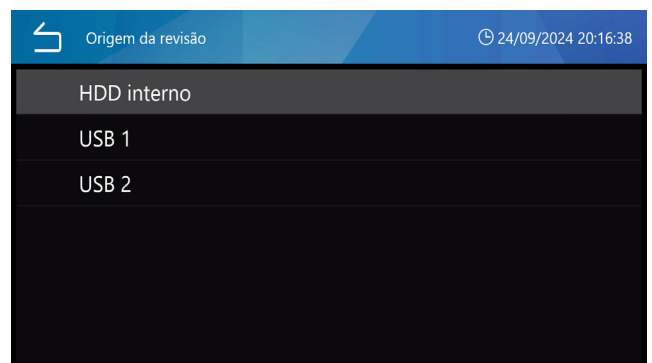 Origem da revisão
24/09/2024 20:16:38
HDD interno
USB 1
USB 2